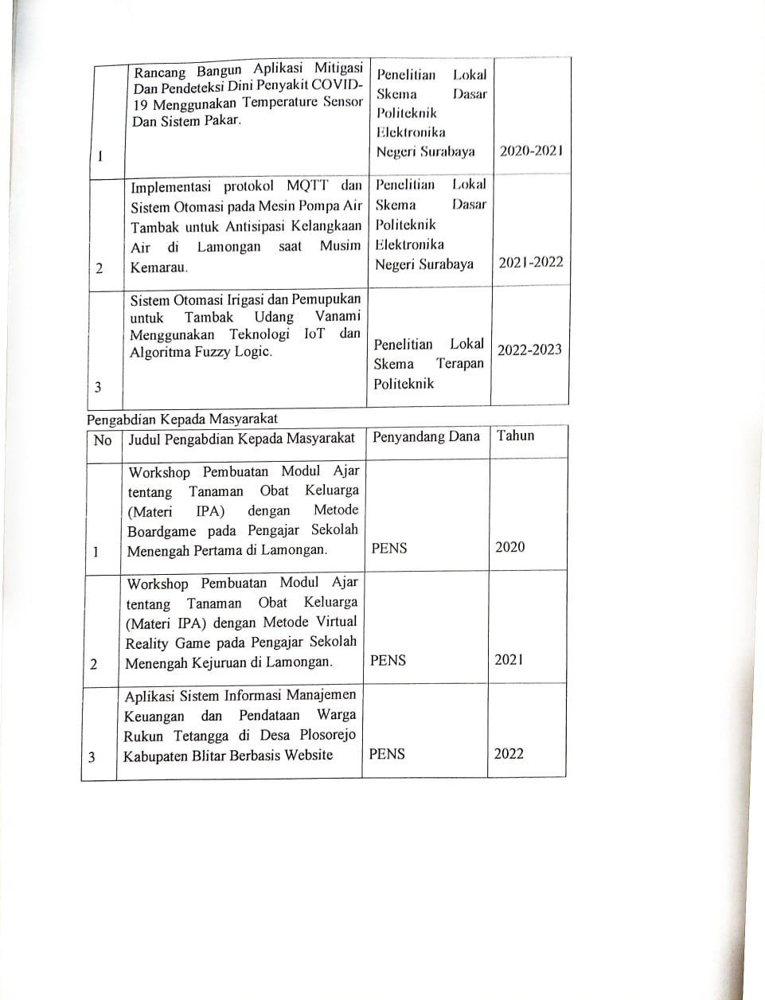 Rancang Bangun Aplikasi Mitigasi
Dan Pendeteksi Dini Penyakit COVID-
19 Menggunakan Temperature Sensor
Dan Sistem Pakar.
Penelitian Lokal
Skema Dasar
Politeknik
Elektronika
Negeri Surabaya
1
2020-2021
Implementasi protokol MQTT dan
Sistem Otomasi pada Mesin Pompa Air
Tambak untuk Antisipasi Kelangkaan
Air di Lamongan saat Musim
Kemarau.
Penelitian Lokal
Skema Dasar
Politeknik
Elektronika
Negeri Surabaya
2
2021-2022
Sistem Otomasi Irigasi dan Pemupukan
untuk Tambak Udang Vanami
Menggunakan Teknologi IoT dan
Algoritma Fuzzy Logic.
Penelitian Lokal
Skema Terapan
Politeknik
3
2022-2023
Pengabdian Kepada Masyarakat
No Judul Pengabdian Kepada Masyarakat Penyandang Dana Tahun
Workshop Pembuatan Modul Ajar
tentang Tanaman Obat Keluarga
(Materi IPA) dengan Metode
Boardgame pada Pengajar Sekolah
1 Menengah Pertama di Lamongan. PENS 2020
Workshop Pembuatan Modul Ajar
tentang Tanaman Obat Keluarga
(Materi IPA) dengan Metode Virtual
Reality Game pada Pengajar Sekolah
2 Menengah Kejuruan di Lamongan. PENS 2021
Aplikasi Sistem Informasi Manajemen
Keuangan dan Pendataan Warga
Rukun Tetangga di Desa Plosorejo
3 Kabupaten Blitar Berbasis Website PENS 2022